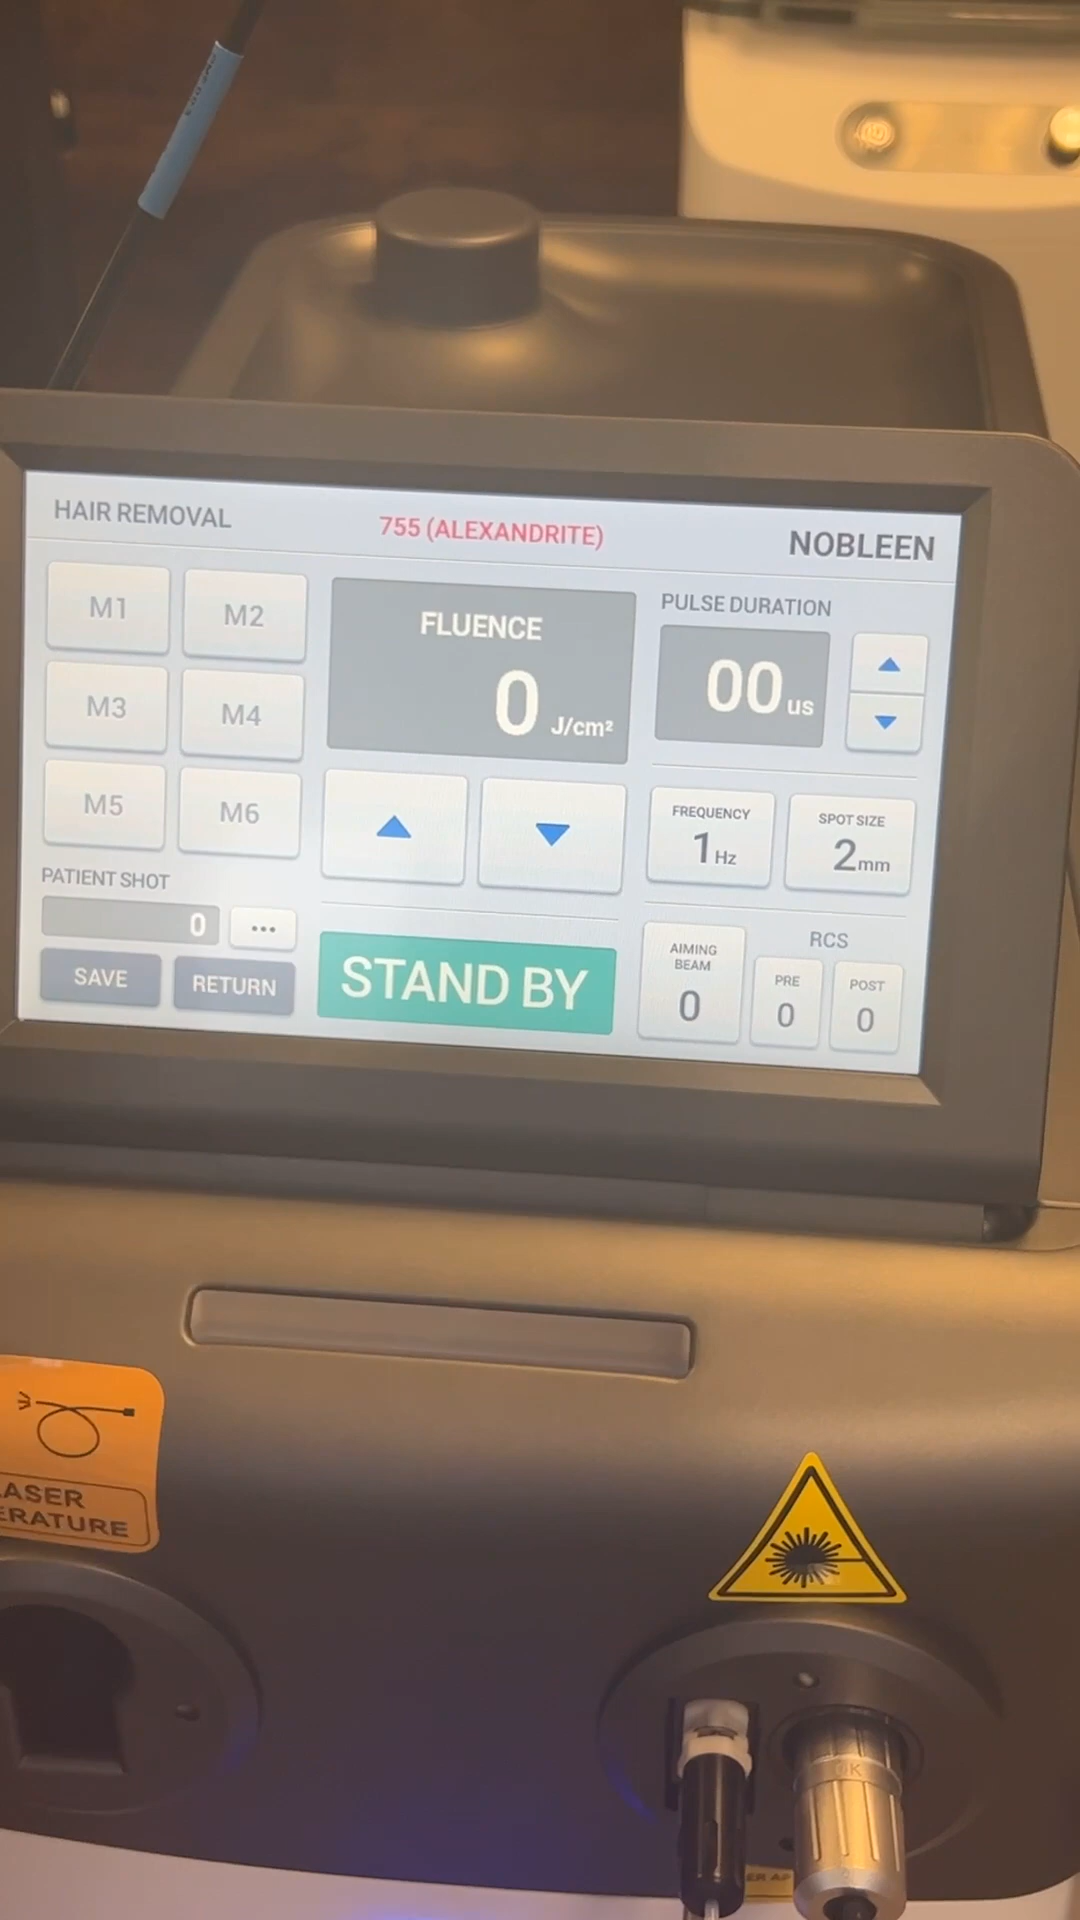 HAIR REMOVAL
755 (ALEXANDRITE)
NOBLEEN
M1
M2
M3
M4
M5
M6
FLUENCE
0 J/cm²
PULSE DURATION
00 us
FREQUENCY
1 Hz
SPOT SIZE
2 mm
PATIENT SHOT
0
...
SAVE
RETURN
STAND BY
AIMING
BEAM
0
RCS
PRE
0
POST
0
LASER
ERATURE